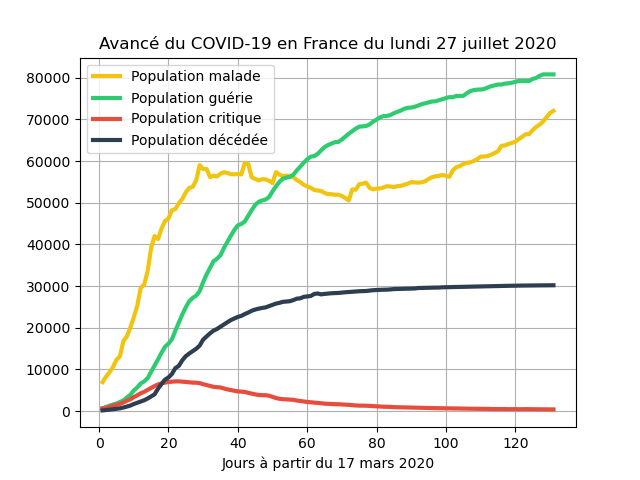 Avancé du COVID-19 en France du lundi 27 juillet 2020
Population malade
Population guérie
Population critique
Population décédée
80000
70000
60000
50000
40000
30000
20000
10000
0
0 20 40 60 80 100 120
Jours à partir du 17 mars 2020